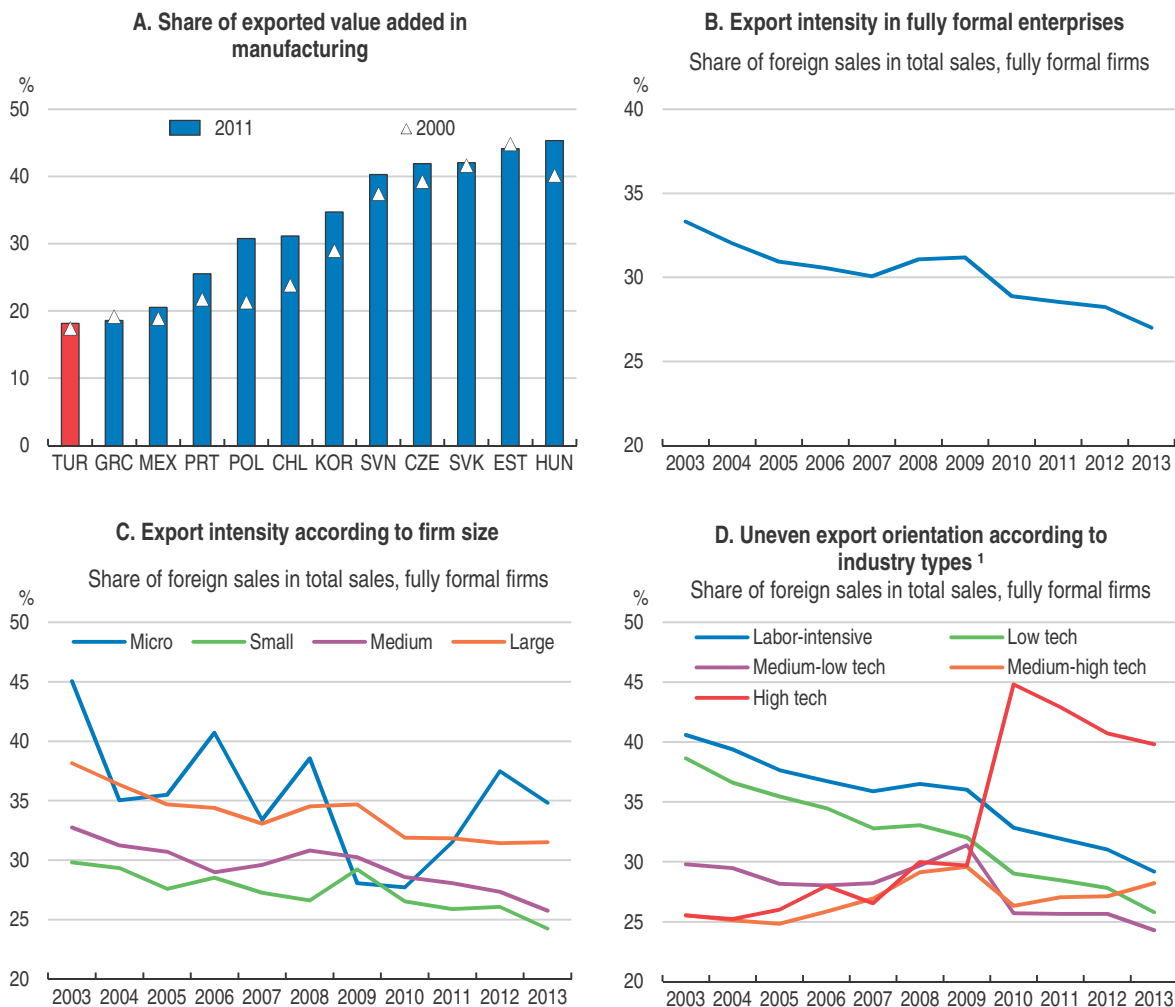 A. Share of exported value added in
manufacturing
%
50
40
30
20
10
0
2011
2000
TUR GRC MEX PRT POL CHL KOR SVN CZE SVK EST HUN
B. Export intensity in fully formal enterprises
Share of foreign sales in total sales, fully formal firms
%
40
35
30
25
20
2003 2004 2005 2006 2007 2008 2009 2010 2011 2012 2013
C. Export intensity according to firm size
Share of foreign sales in total sales, fully formal firms
%
50
45
40
35
30
25
20
Micro Small Medium Large
2003 2004 2005 2006 2007 2008 2009 2010 2011 2012 2013
D. Uneven export orientation according to
industry types ¹
Share of foreign sales in total sales, fully formal firms
%
50
45
40
35
30
25
20
Labor-intensive Low tech
Medium-low tech Medium-high tech
High tech
2003 2004 2005 2006 2007 2008 2009 2010 2011 2012 2013